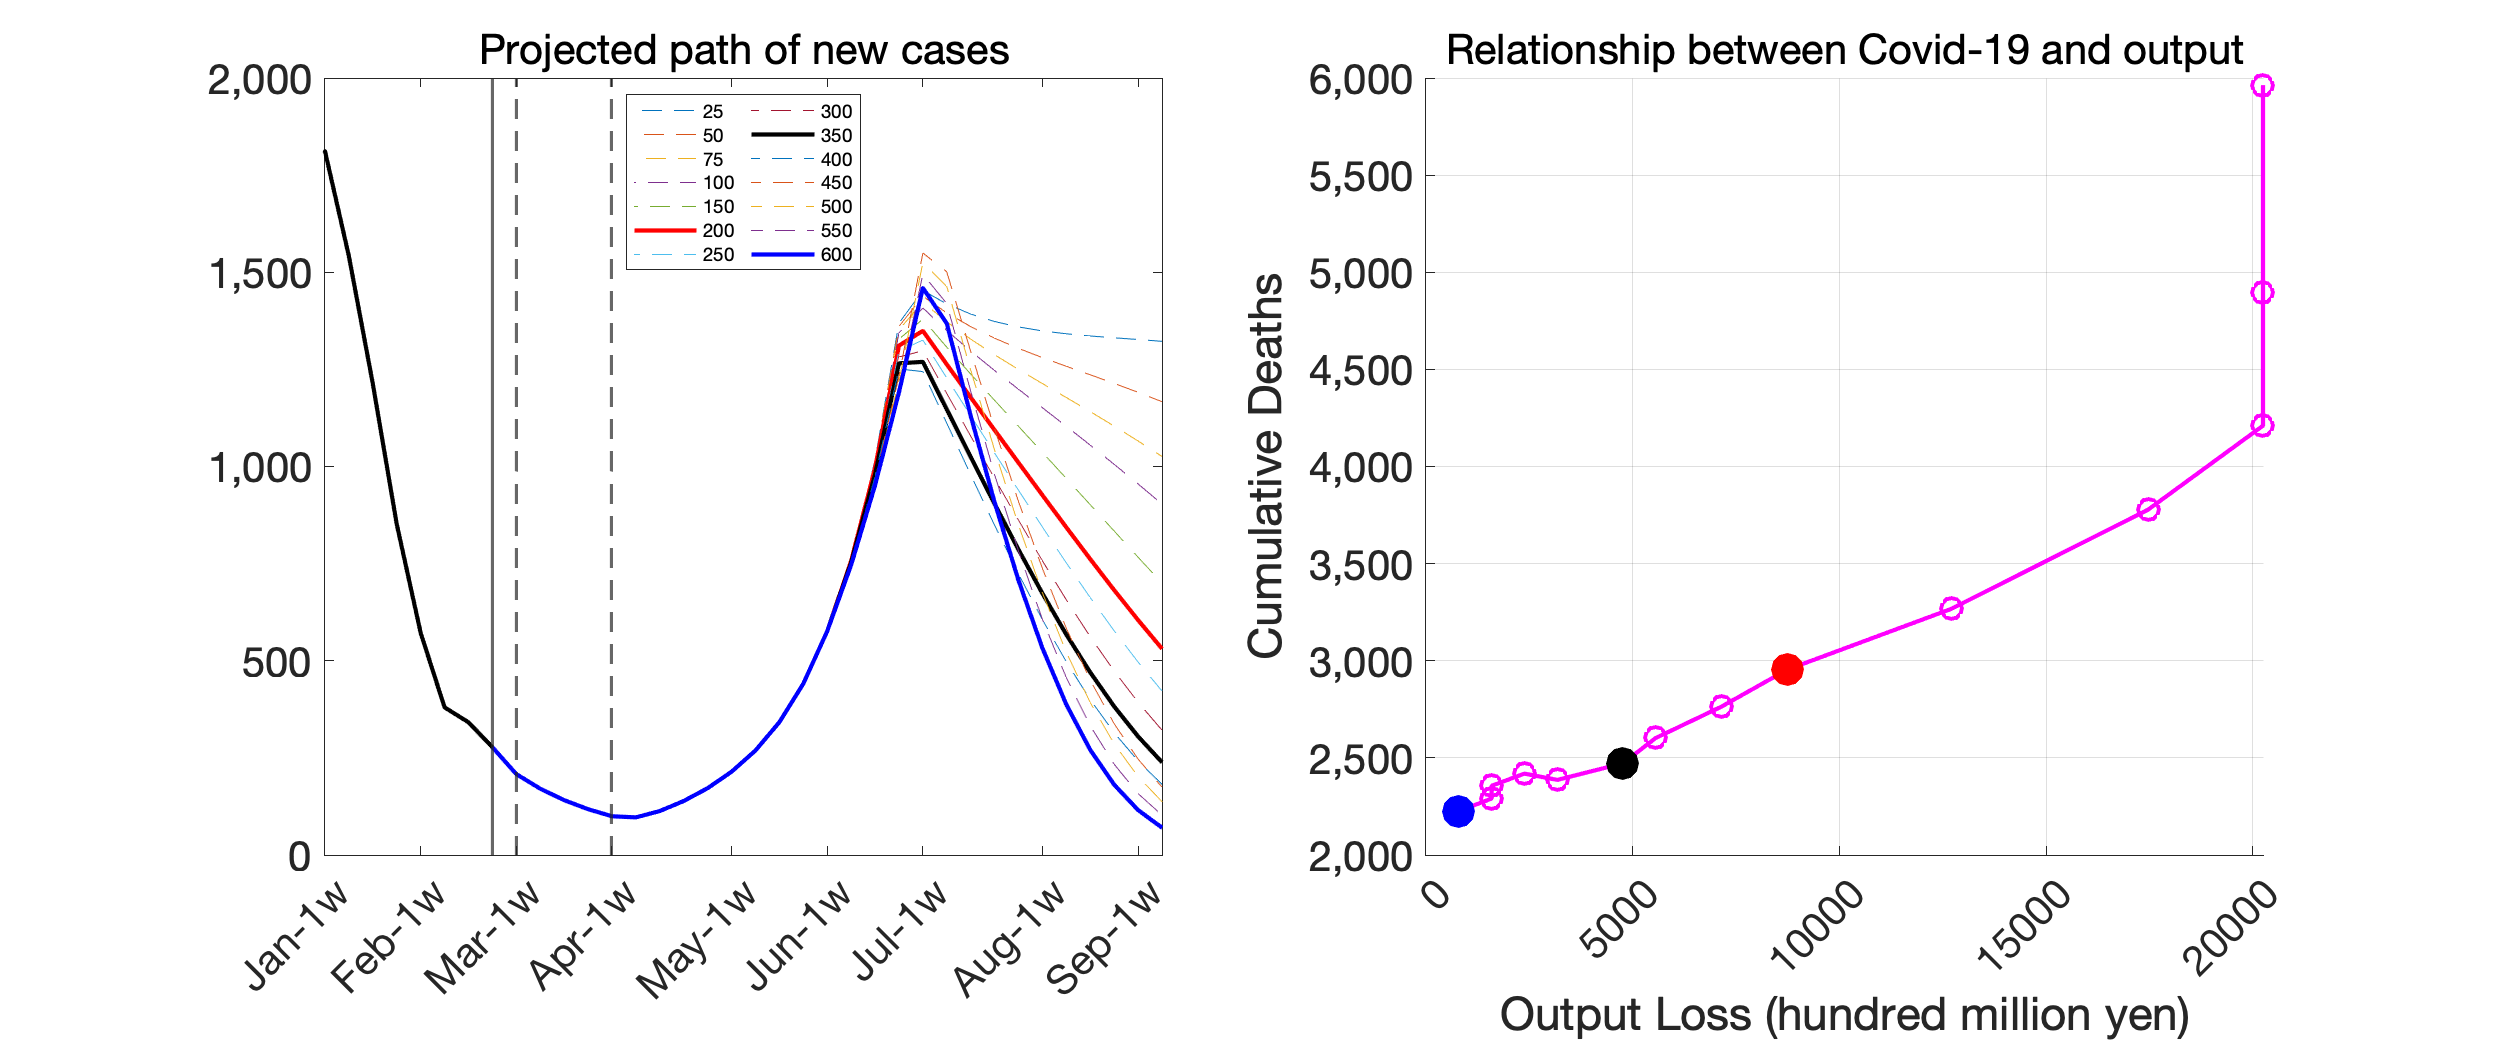 Projected path of new cases
2,000
1,500
1,000
500
0
25 300
50 350
75 400
100 450
150 500
200 550
250 600
Jan-1w
Feb-1w
Mar-1w
Apr-1w
May-1w
Jun-1w
Jul-1w
Aug-1w
Sep-1w
Relationship between Covid-19 and output
Cumulative Deaths
6,000
5,500
5,000
4,500
4,000
3,500
3,000
2,500
2,000
0
5000
10000
15000
20000
Output Loss (hundred million yen)